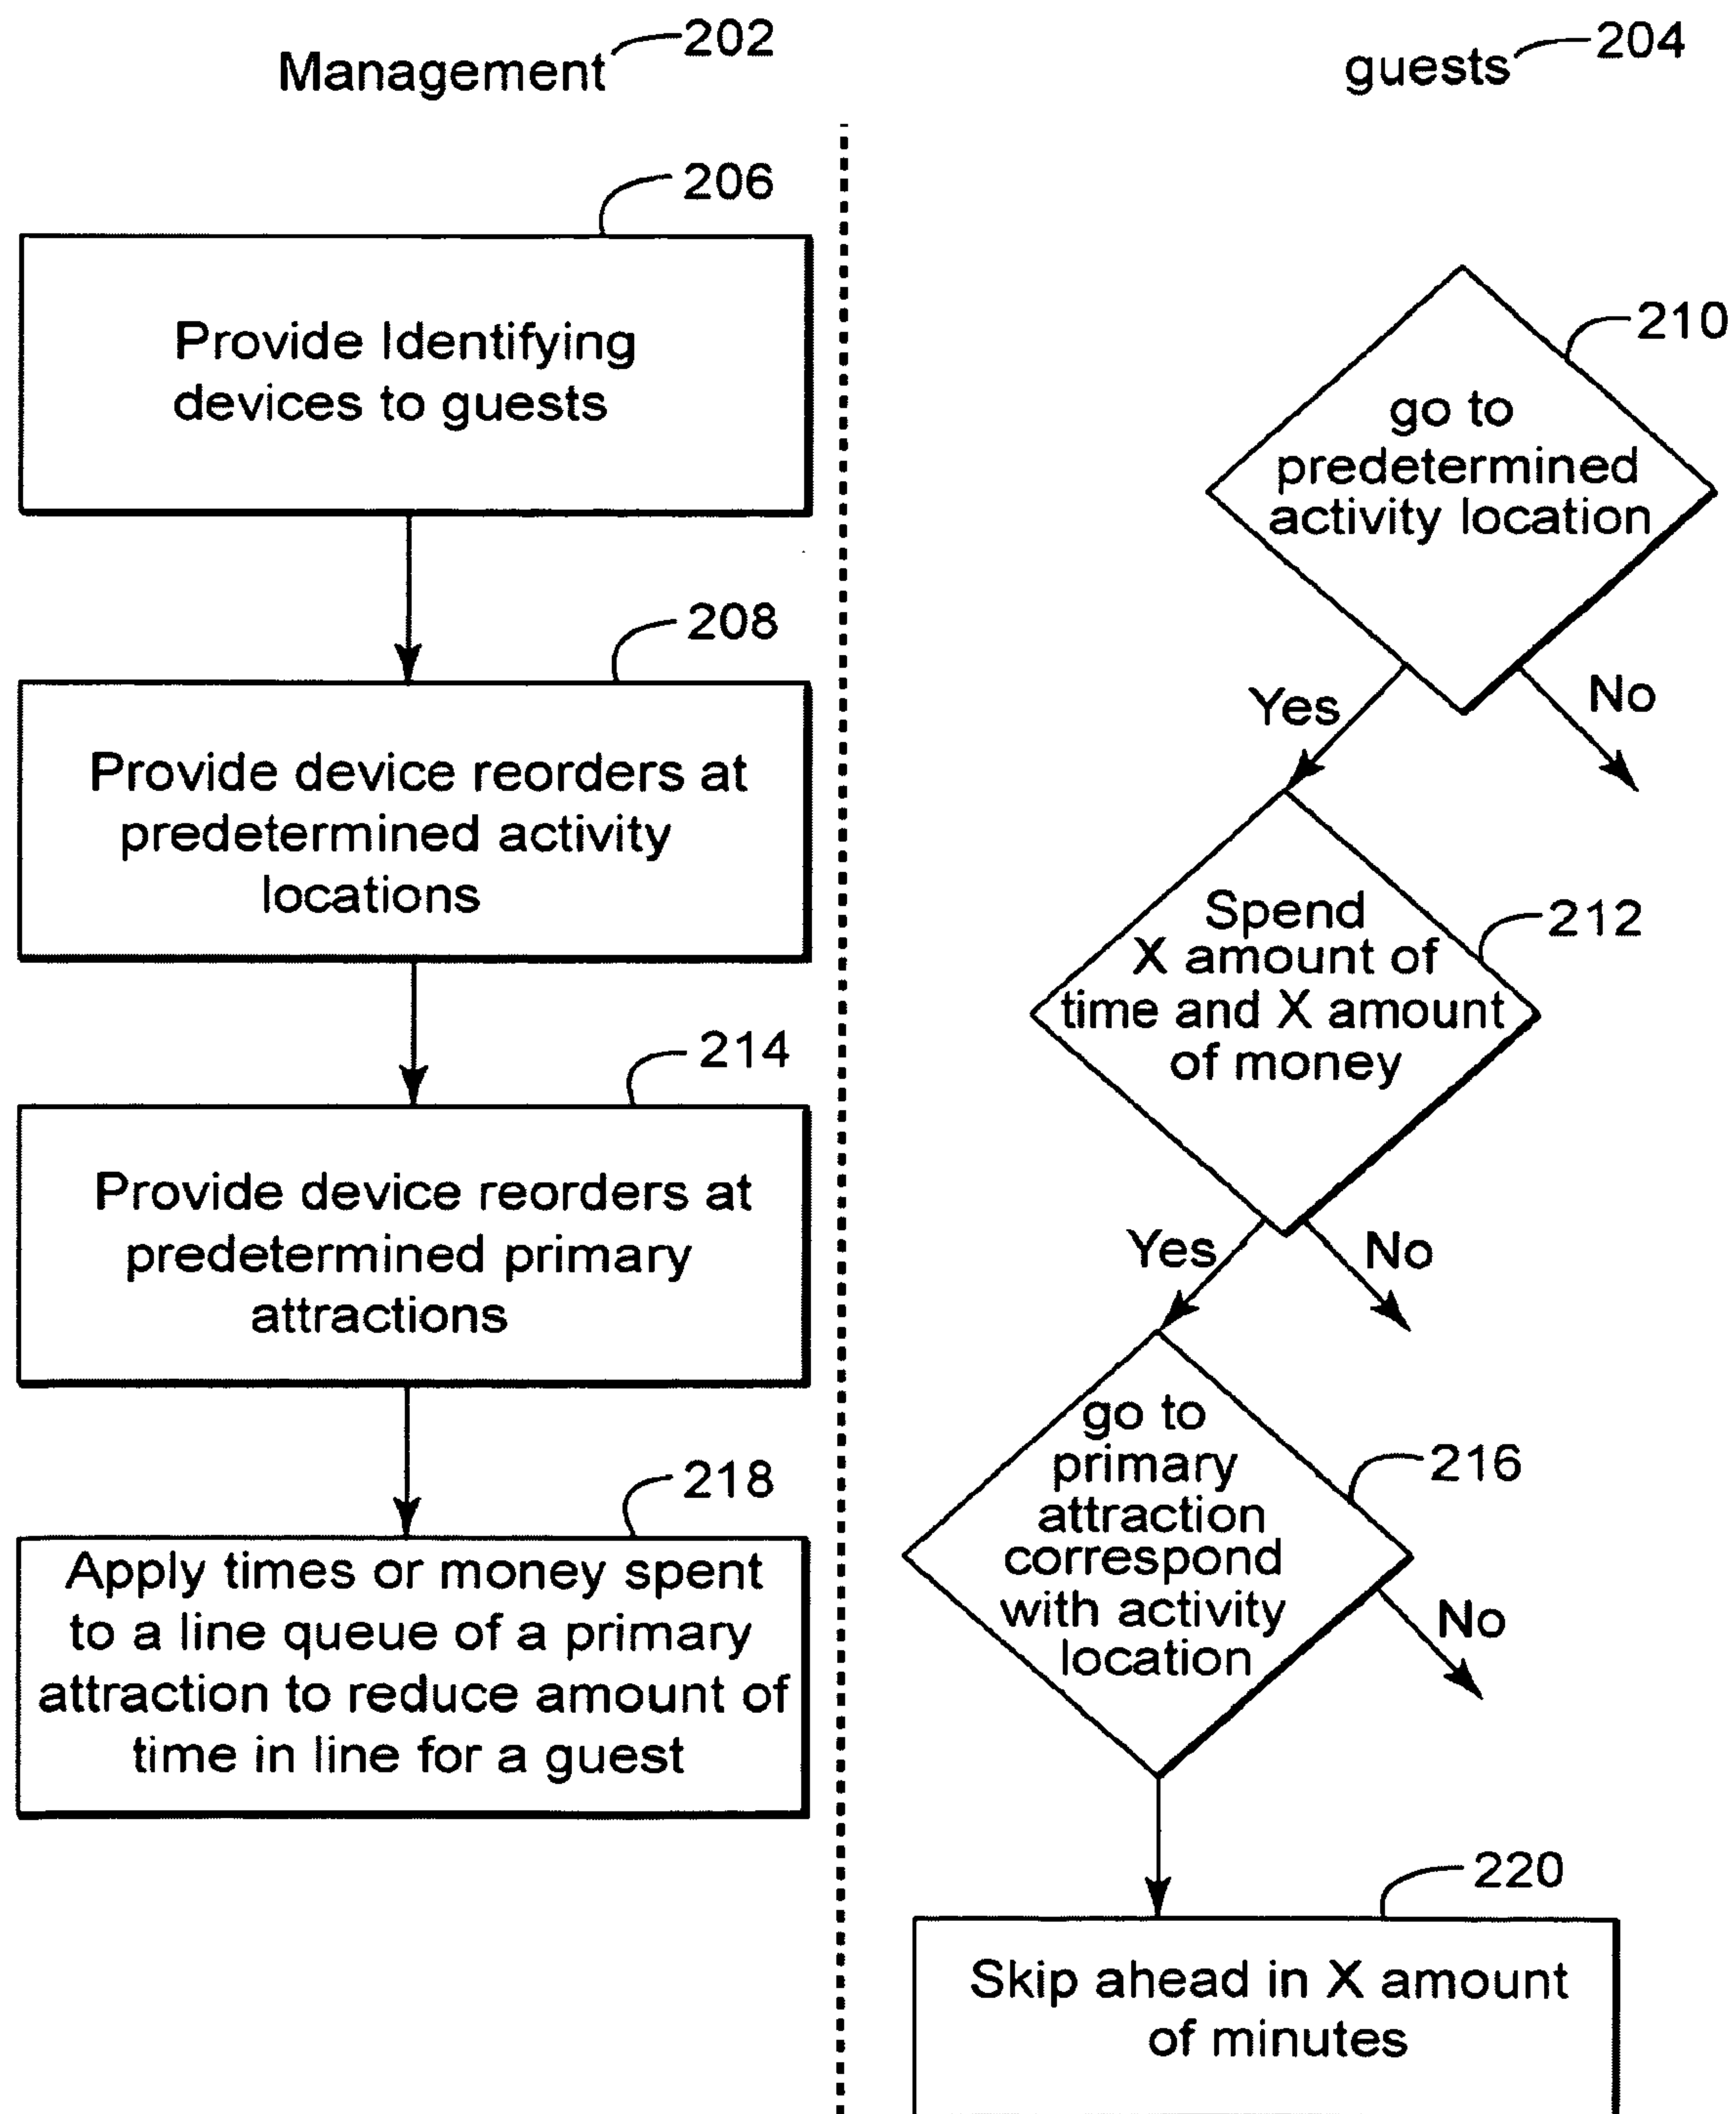 Management 202
guests 204
206
Provide Identifying
devices to guests
208
Provide device reorders at
predetermined activity
locations
214
Provide device reorders at
predetermined primary
attractions
218
Apply times or money spent
to a line queue of a primary
attraction to reduce amount of
time in line for a guest
210
go to
predetermined
activity location
Yes
No
212
Spend
X amount of
time and X amount
of money
Yes
No
216
go to
primary
attraction
correspond
with activity
location
No
220
Skip ahead in X amount
of minutes